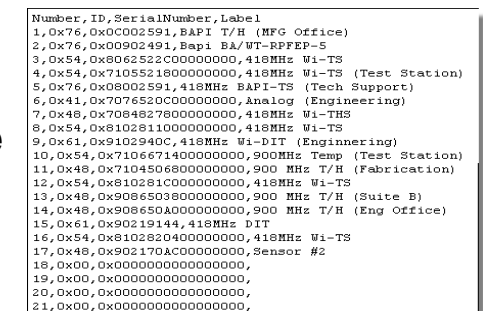 Number,ID,SerialNumber,Label
1,0x76,0x0C002591,BAPI T/H (MFG Office)
2,0x76,0x00902491,Bapi BA/WT-RPFEP-5
3,0x54,0x8062522C00000000,418MHz Wi-TS
4,0x54,0x7105521800000000,418MHz Wi-TS (Test Station)
5,0x76,0x08002591,418MHz BAPI-TS (Tech Support)
6,0x41,0x7076520C00000000,Analog (Engineering)
7,0x48,0x7084827800000000,418MHz Wi-THS
8,0x54,0x8102811000000000,418MHz Wi-TS
9,0x61,0x9102940C,418MHz Wi-DIT (Enginnering)
10,0x54,0x7106671400000000,900MHz Temp (Test Station)
11,0x48,0x7104506800000000,900 MHz T/H (Fabrication)
12,0x54,0x810281C000000000,418MHz Wi-TS
13,0x48,0x9086503800000000,900 MHz T/H (Suite B)
14,0x48,0x908650A000000000,900 MHz T/H (Eng Office)
15,0x61,0x90219144,418MHz DIT
16,0x54,0x8102820400000000,418MHz Wi-TS
17,0x48,0x902170AC00000000,Sensor #2
18,0x00,0x0000000000000000,
19,0x00,0x0000000000000000,
20,0x00,0x0000000000000000,
21,0x00,0x0000000000000000,